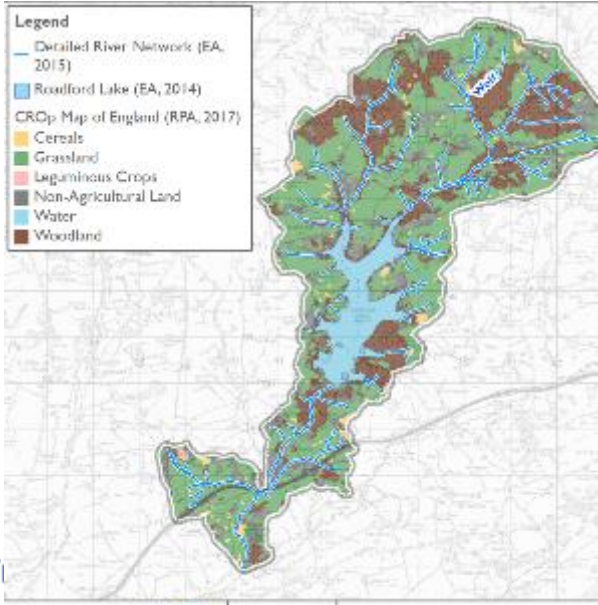 Legend
Detailed River Network (EA,
2015)
Roadford Lake (EA, 2014)
CROp Map of England (RPA, 2017)
Cereals
Grassland
Leguminous Crops
Non-Agricultural Land
Water
Woodland
Wolf